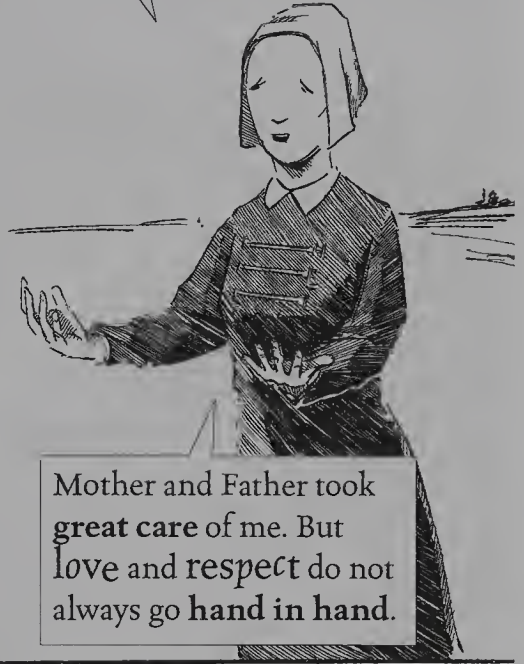 Mother and Father took
great care of me. But
love and respect do not
always go hand in hand.